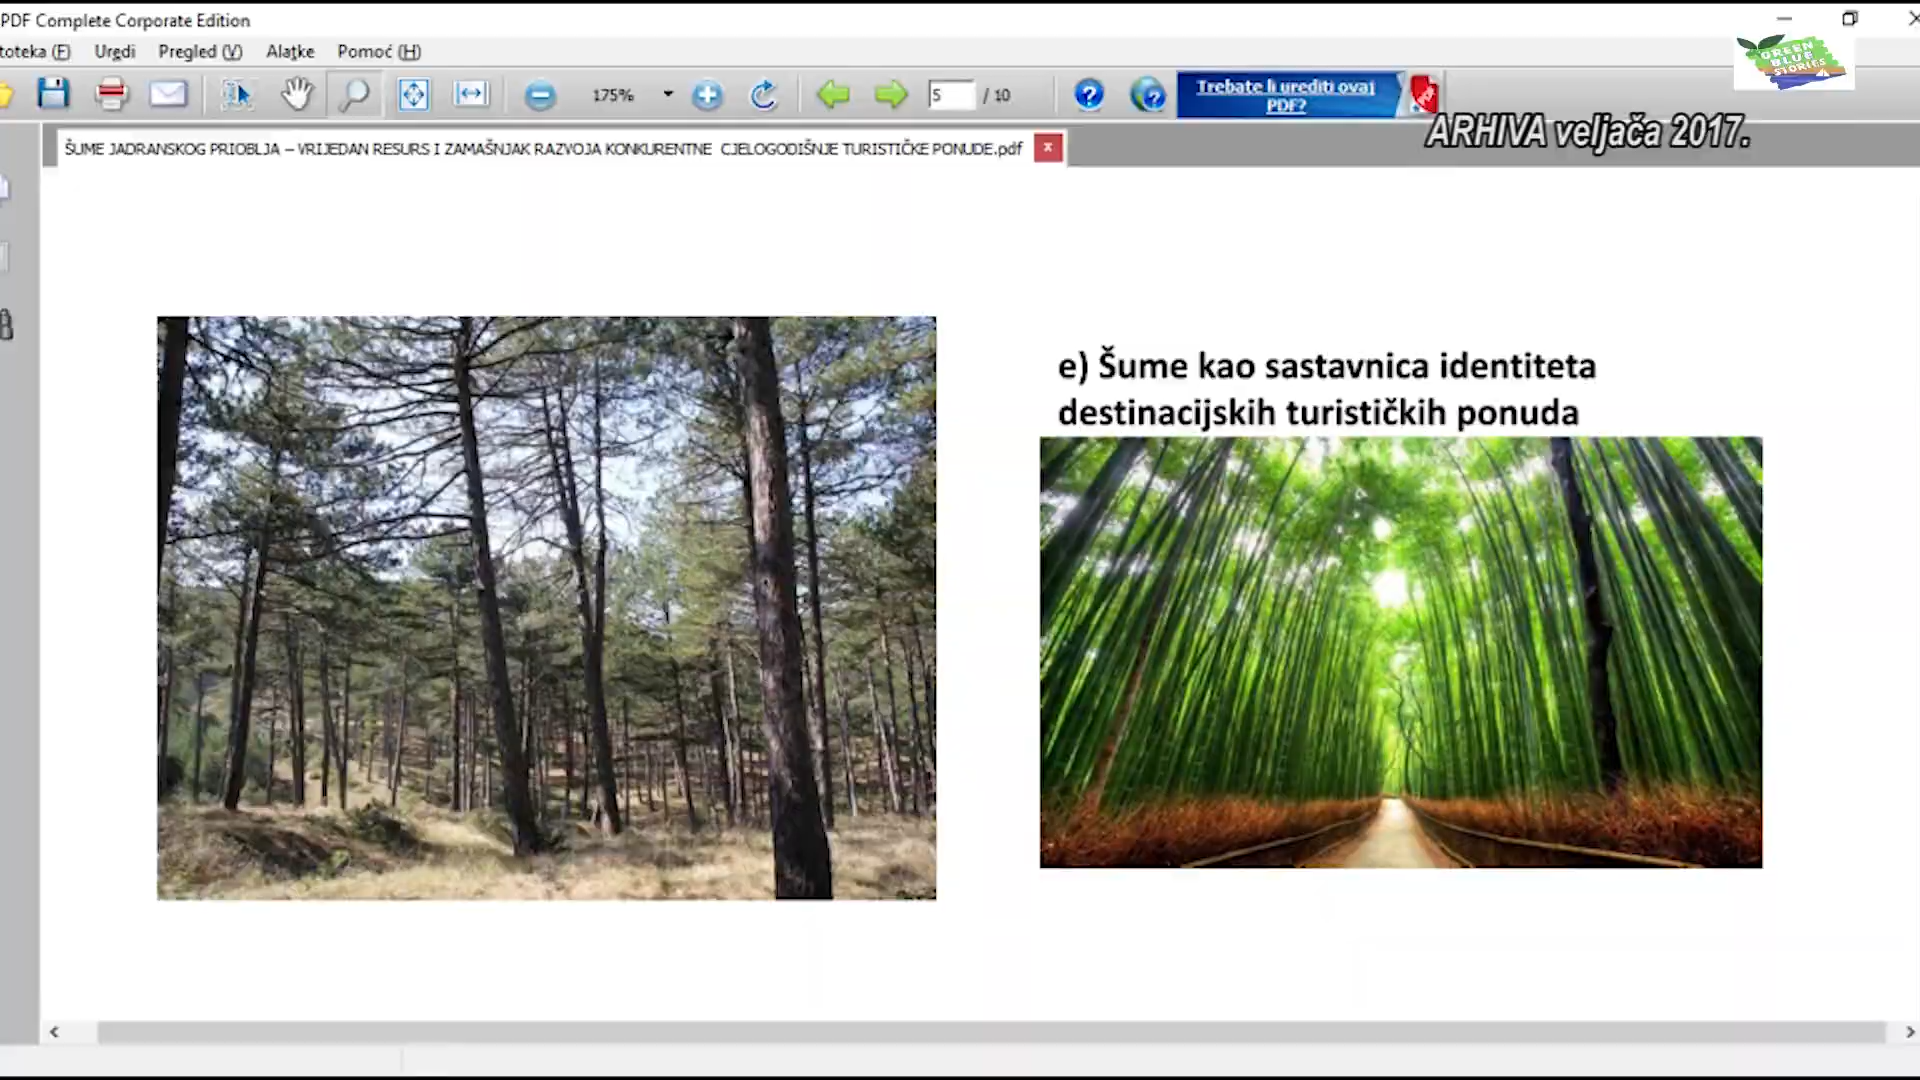 PDF Complete Corporate Edition
toteka (F) Uredi Pregled (V) Alatke Pomoć (H)
GREEN
BLUE
STORIES
175% 5 / 10
Trebate li urediti ovaj
PDF?
ARHIVA veljača 2017.
ŠUME JADRANSKOG PRIOBLJA – VRIJEDAN RESURS I ZAMAŠNJAK RAZVOJA KONKURENTNE CJELOGODIŠNJE TURISTIČKE PONUDE.pdf
e) Šume kao sastavnica identiteta
destinacijskih turističkih ponuda